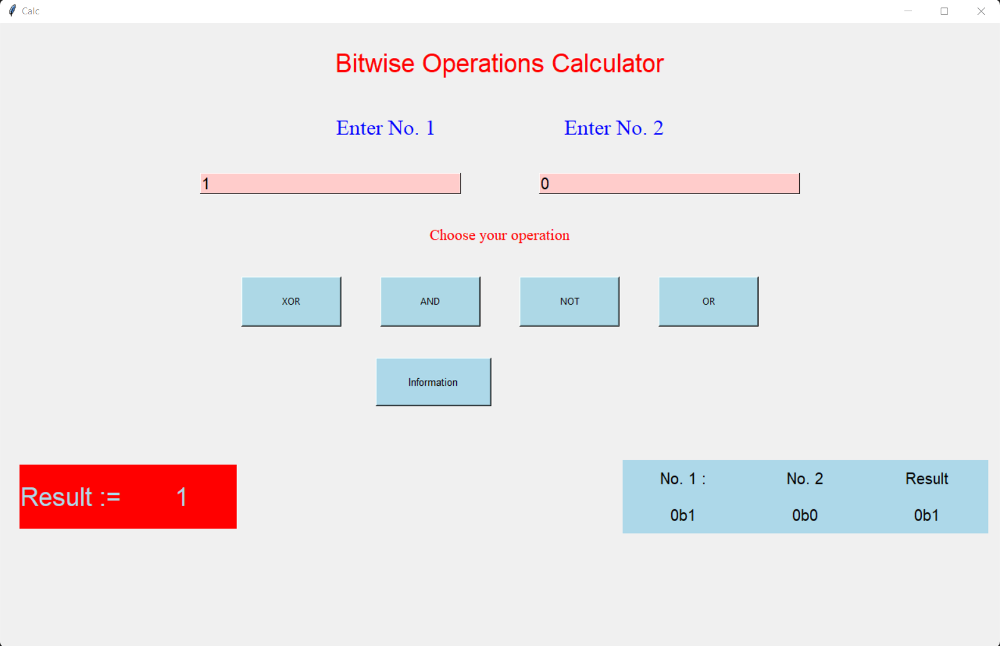 Calc
Bitwise Operations Calculator
Enter No. 1 Enter No. 2
1 0
Choose your operation
XOR AND NOT OR
Information
Result := 1
No. 1 : No. 2 Result
0b1 0b0 0b1